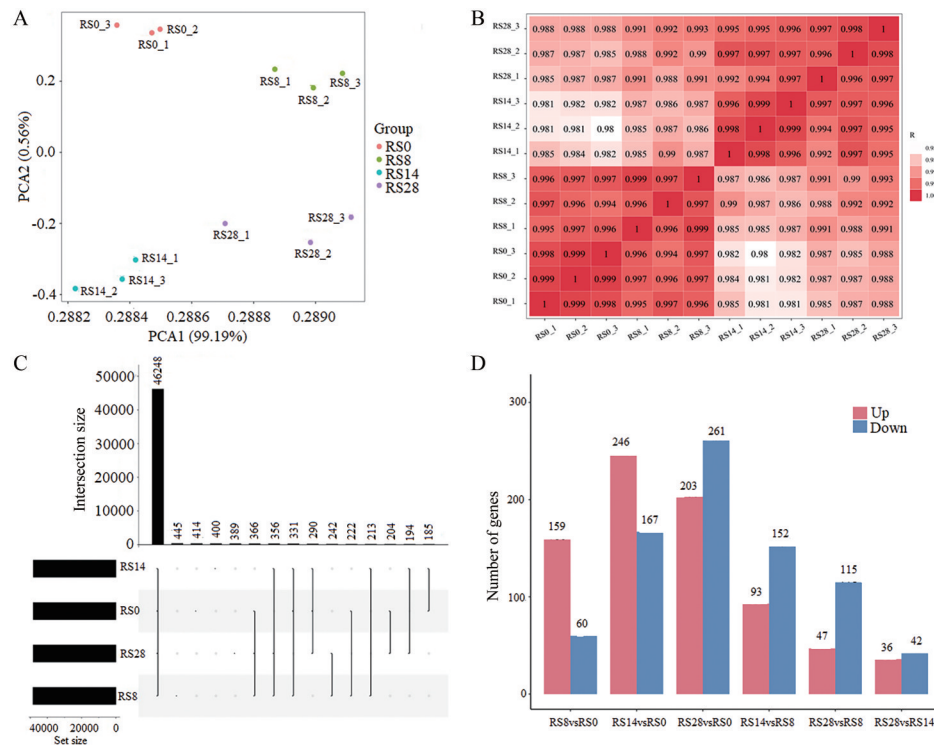 A
RS0_3
RS0_2
RS0_1
RS8_1
RS8_3
RS8_2
RS28_3
RS28_1
RS28_2
RS14_1
RS14_2
RS14_3
0.2
0.0
-0.2
-0.4
PCA2 (0.56%)
0.2882 0.2884 0.2886 0.2888 0.2890
PCA1 (99.19%)
Group
RS0
RS8
RS14
RS28
B
RS28_3 0.988 0.988 0.988 0.991 0.992 0.993 0.995 0.995 0.996 0.996 0.998 1
RS28_2 0.987 0.987 0.987 0.988 0.992 0.99 0.997 0.997 0.997 0.996 1 0.998
RS28_1 0.985 0.987 0.987 0.991 0.988 0.991 0.992 0.994 0.997 1 0.996 0.997
RS14_3 0.981 0.982 0.982 0.987 0.986 0.987 0.996 0.999 1 0.997 0.997 0.996
RS14_2 0.981 0.981 0.98 0.985 0.987 0.986 0.998 1 0.999 0.994 0.997 0.995
RS14_1 0.985 0.984 0.982 0.985 0.99 0.987 1 0.998 0.996 0.992 0.997 0.995
RS8_3 0.996 0.997 0.997 0.999 0.997 1 0.987 0.986 0.987 0.991 0.99 0.993
RS8_2 0.997 0.996 0.994 0.996 1 0.997 0.99 0.987 0.986 0.988 0.992 0.992
RS8_1 0.995 0.997 0.996 1 0.996 0.999 0.985 0.985 0.987 0.991 0.988 0.991
RS0_3 0.998 0.999 1 0.996 0.994 0.997 0.982 0.98 0.982 0.987 0.987 0.988
RS0_2 0.999 1 0.999 0.997 0.996 0.997 0.984 0.981 0.982 0.987 0.987 0.988
RS0_1 1 0.999 0.998 0.995 0.997 0.996 0.985 0.981 0.981 0.985 0.987 0.988
RS0_1 RS0_2 RS0_3 RS8_1 RS8_2 RS8_3 RS14_1 RS14_2 RS14_3 RS28_1 RS28_2 RS28_3
R
C
Intersection size
50000
40000
30000
20000
10000
0
46248 445 414 400 389 366 356 331 290 242 222 213 204 194 185
RS14
RS0
RS28
RS8
40000 20000 0
Set size
D
Up
Down
Number of genes
300
200
100
0
159 60 246 167 203 261 93 152 47 115 36 42
RS8vsRS0 RS14vsRS0 RS28vsRS0 RS14vsRS8 RS28vsRS8 RS28vsRS14